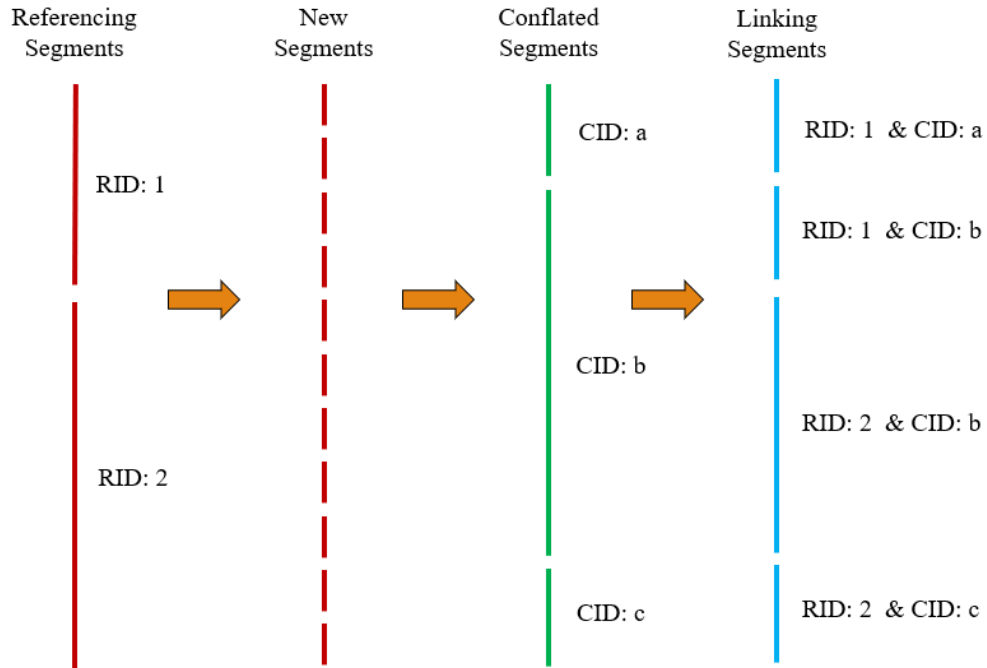 Referencing
Segments
New
Segments
Conflated
Segments
Linking
Segments
RID: 1
RID: 2
CID: a
CID: b
CID: c
RID: 1 & CID: a
RID: 1 & CID: b
RID: 2 & CID: b
RID: 2 & CID: c